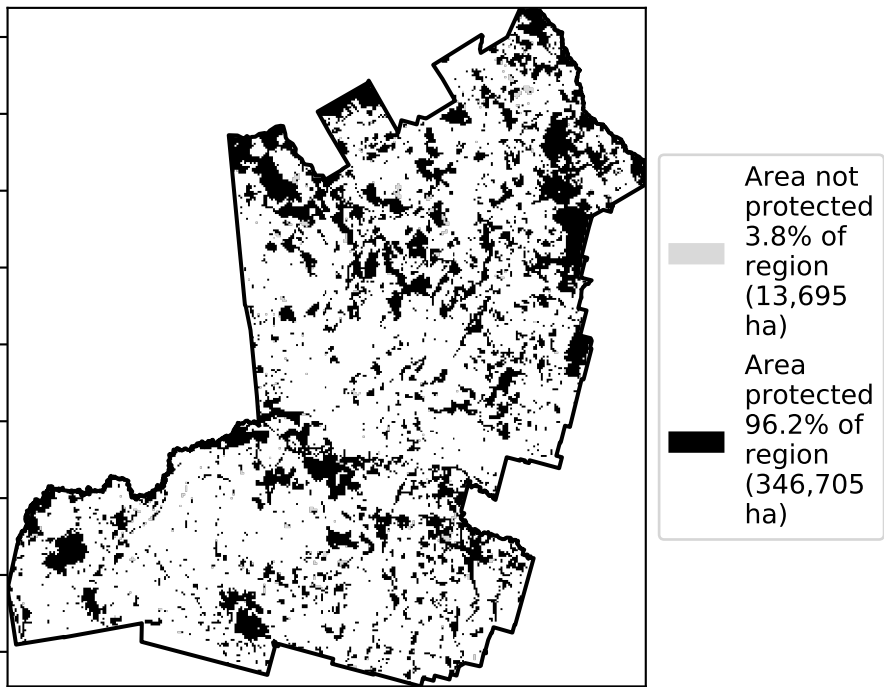 Area not
protected
3.8% of
region
(13,695
ha)
Area
protected
96.2% of
region
(346,705
ha)